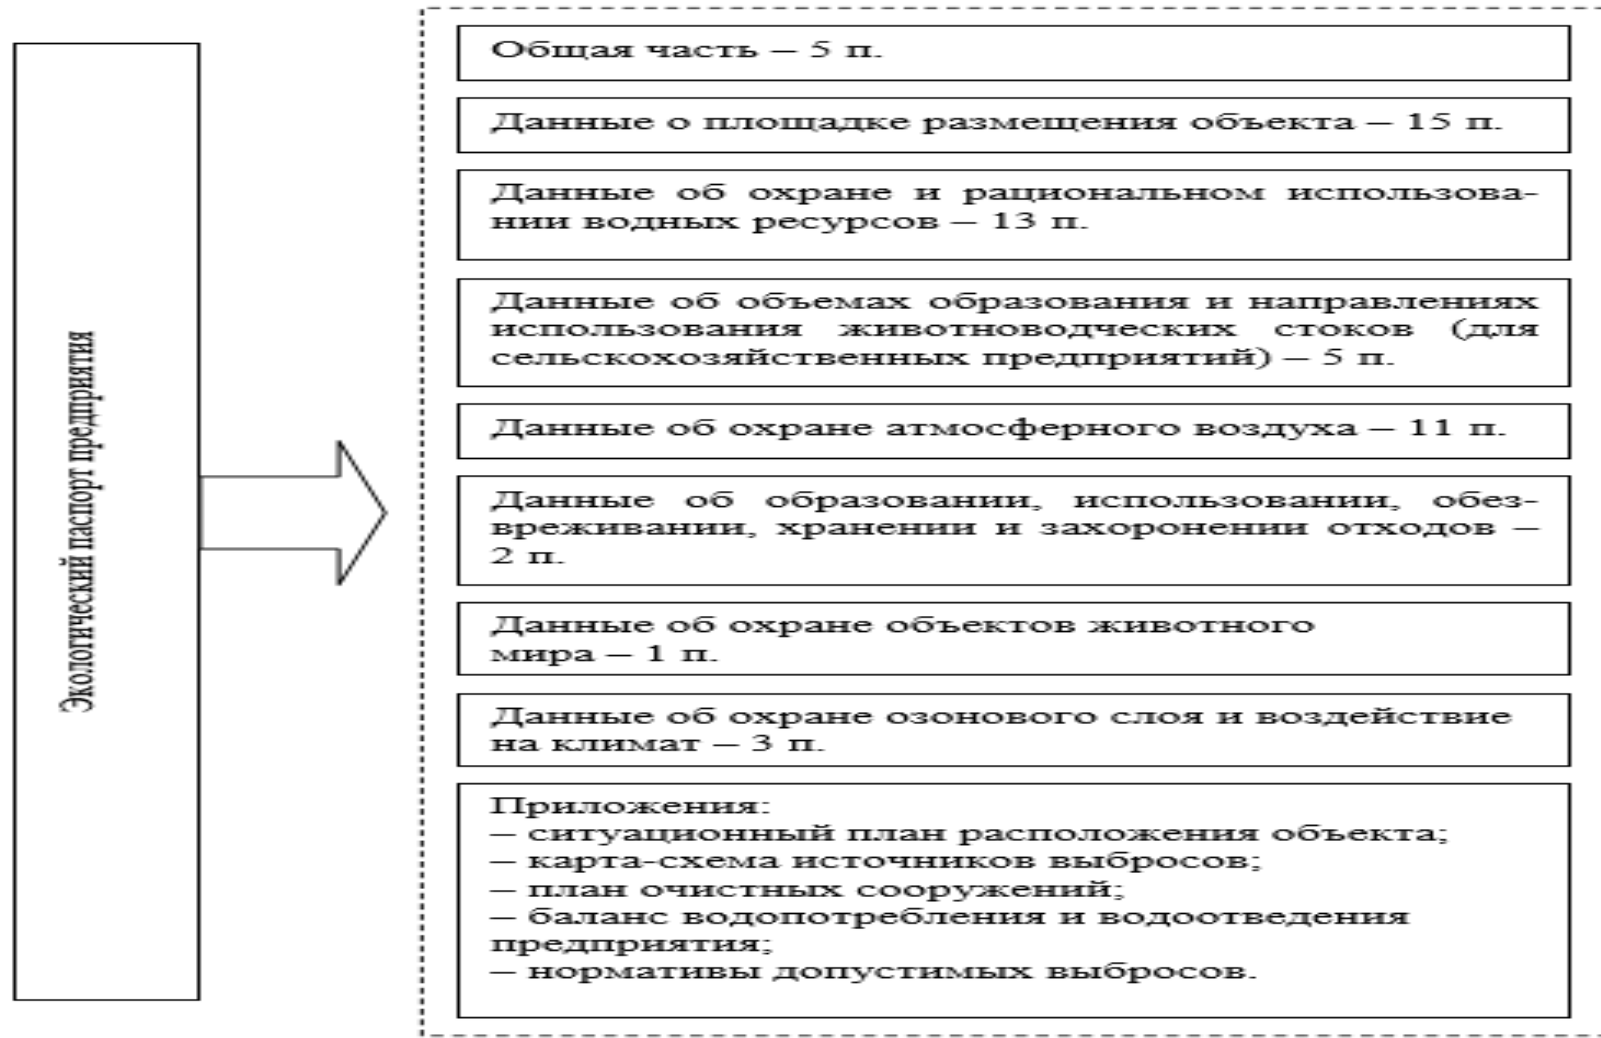 Экологический паспорт предприятия
Общая часть – 5 п.
Данные о площадке размещения объекта – 15 п.
Данные об охране и рациональном использова-
нии водных ресурсов – 13 п.
Данные об объемах образования и направлениях
использования животноводческих стоков (для
сельскохозяйственных предприятий) – 5 п.
Данные об охране атмосферного воздуха – 11 п.
Данные об образовании, использовании, обез-
вреживании, хранении и захоронении отходов –
2 п.
Данные об охране объектов животного
мира – 1 п.
Данные об охране озонового слоя и воздействие
на климат – 3 п.
Приложения:
– ситуационный план расположения объекта;
– карта-схема источников выбросов;
– план очистных сооружений;
– баланс водопотребления и водоотведения
предприятия;
– нормативы допустимых выбросов.